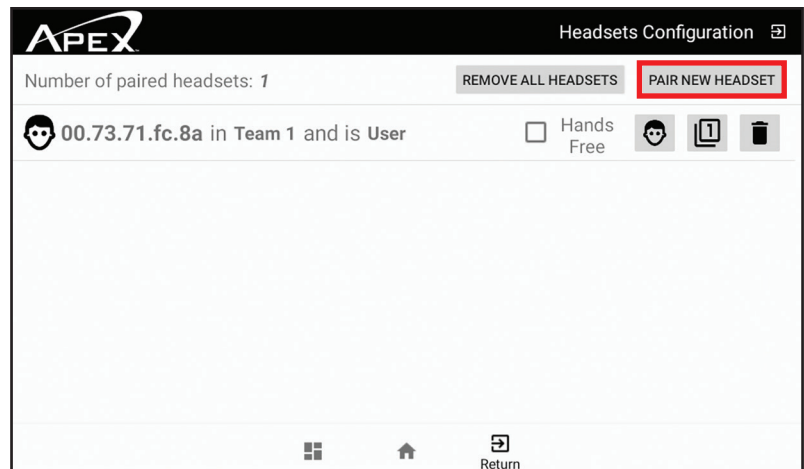 APEX
Headsets Configuration
Number of paired headsets: 1
REMOVE ALL HEADSETS
PAIR NEW HEADSET
00.73.71.fc.8a in Team 1 and is User
Hands
Free
1
Return